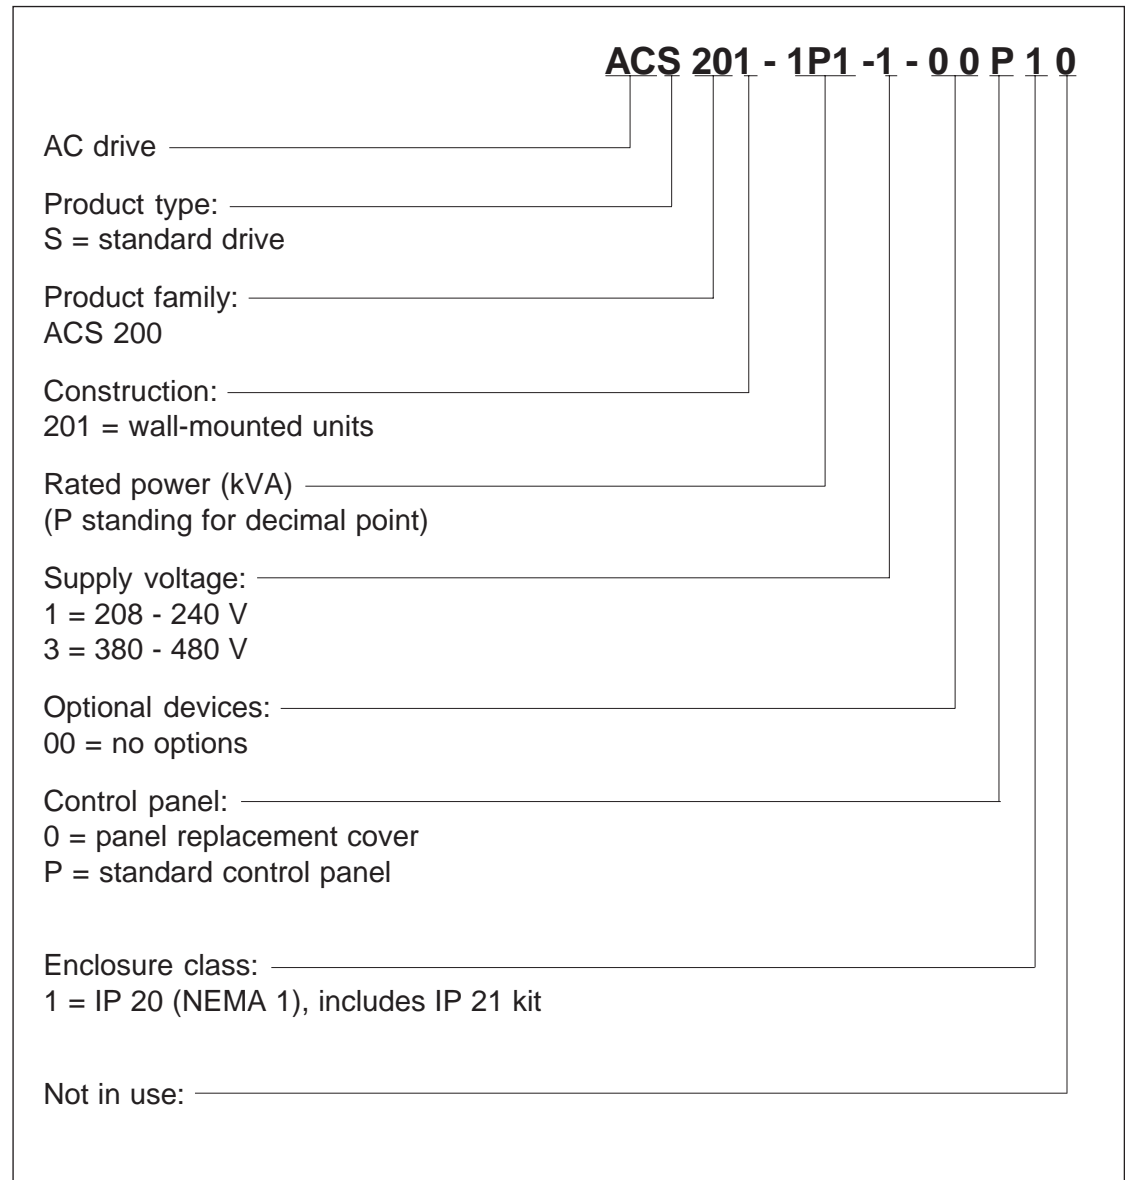 ACS 201 - 1P1 -1 - 0 0 P 1 0
AC drive
Product type:
S = standard drive
Product family:
ACS 200
Construction:
201 = wall-mounted units
Rated power (kVA)
(P standing for decimal point)
Supply voltage:
1 = 208 - 240 V
3 = 380 - 480 V
Optional devices:
00 = no options
Control panel:
0 = panel replacement cover
P = standard control panel
Enclosure class:
1 = IP 20 (NEMA 1), includes IP 21 kit
Not in use: